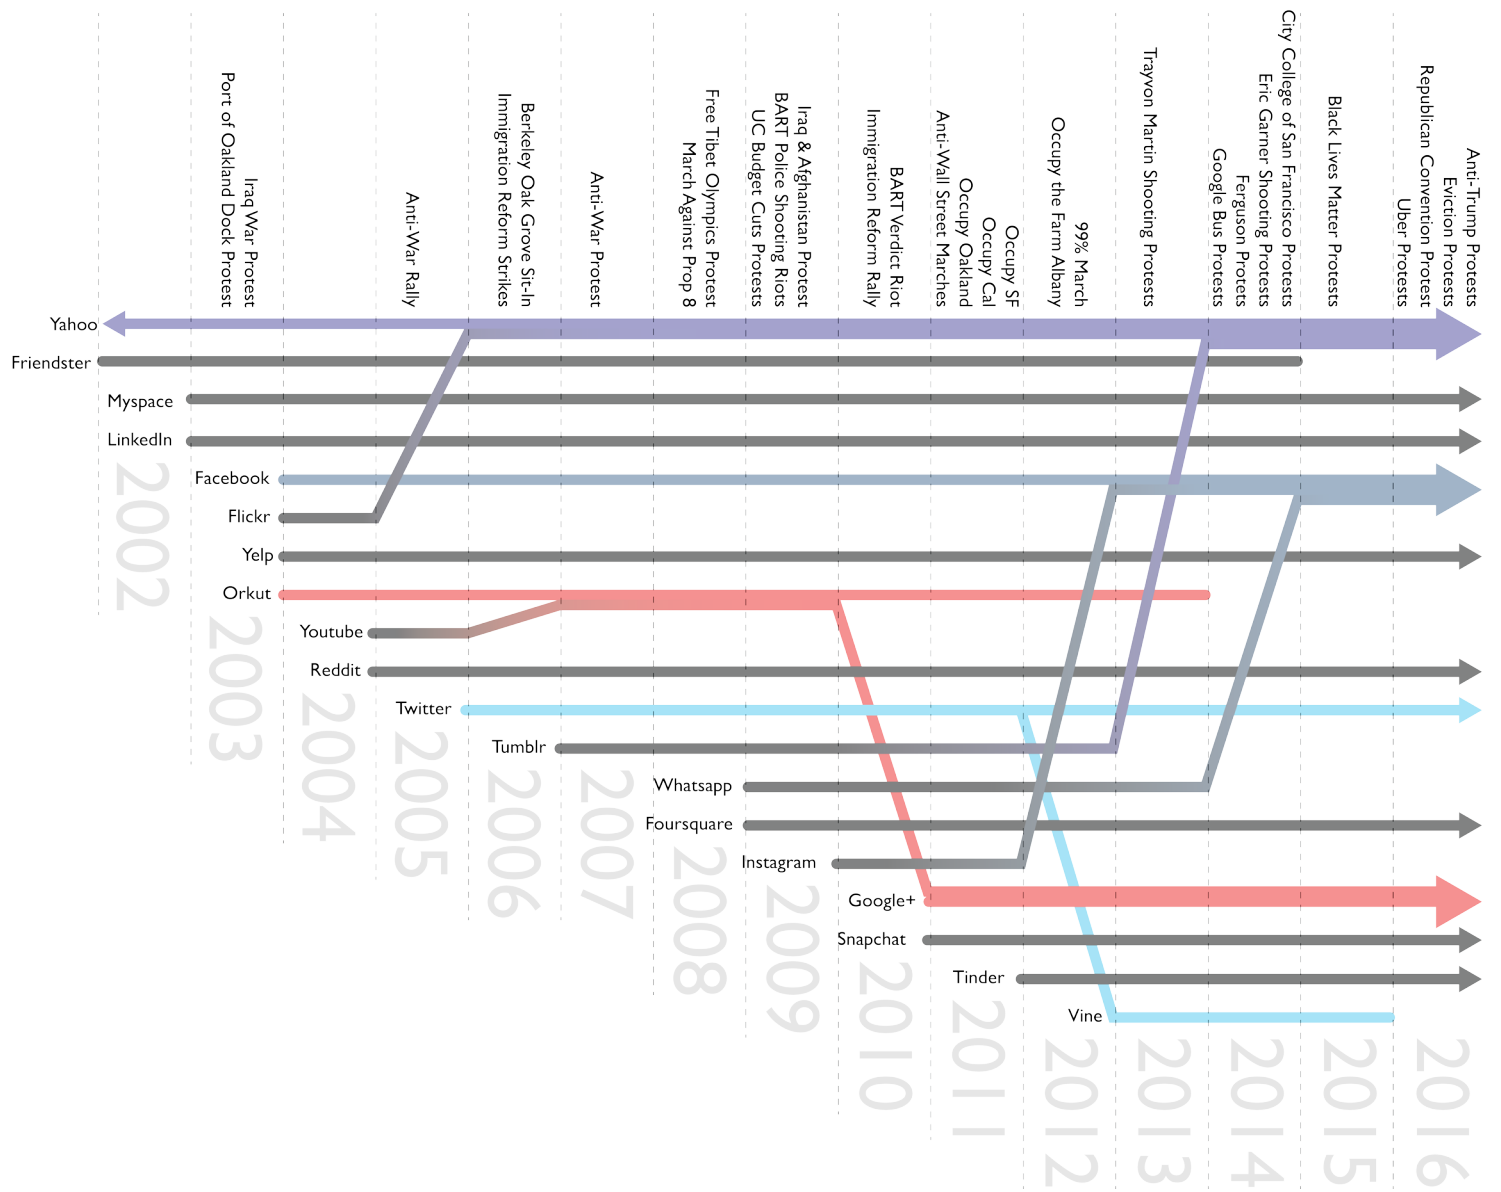 Port of Oakland Dock Protest
Iraq War Protest
Anti-War Rally
Immigration Reform Strikes
Berkeley Oak Grove Sit-In
Anti-War Protest
March Against Prop 8
Free Tibet Olympics Protest
UC Budget Cuts Protests
BART Police Shooting Riots
Iraq & Afghanistan Protest
Immigration Reform Rally
BART Verdict Riot
Anti-Wall Street Marches
Occupy Oakland
Occupy Cal
Occupy SF
Occupy the Farm Albany
99% March
Trayvon Martin Shooting Protests
Google Bus Protests
Ferguson Protets
Eric Garner Shooting Protests
City College of San Francisco Protests
Black Lives Matter Protests
Uber Protests
Republican Convention Protest
Eviction Protests
Anti-Trump Protests
Yahoo
Friendster
Myspace
LinkedIn
Facebook
Flickr
Yelp
Orkut
Youtube
Reddit
Twitter
Tumblr
Whatsapp
Foursquare
Instagram
Google+
Snapchat
Tinder
Vine
2002
2003
2004
2005
2006
2007
2008
2009
2010
2011
2012
2013
2014
2015
2016